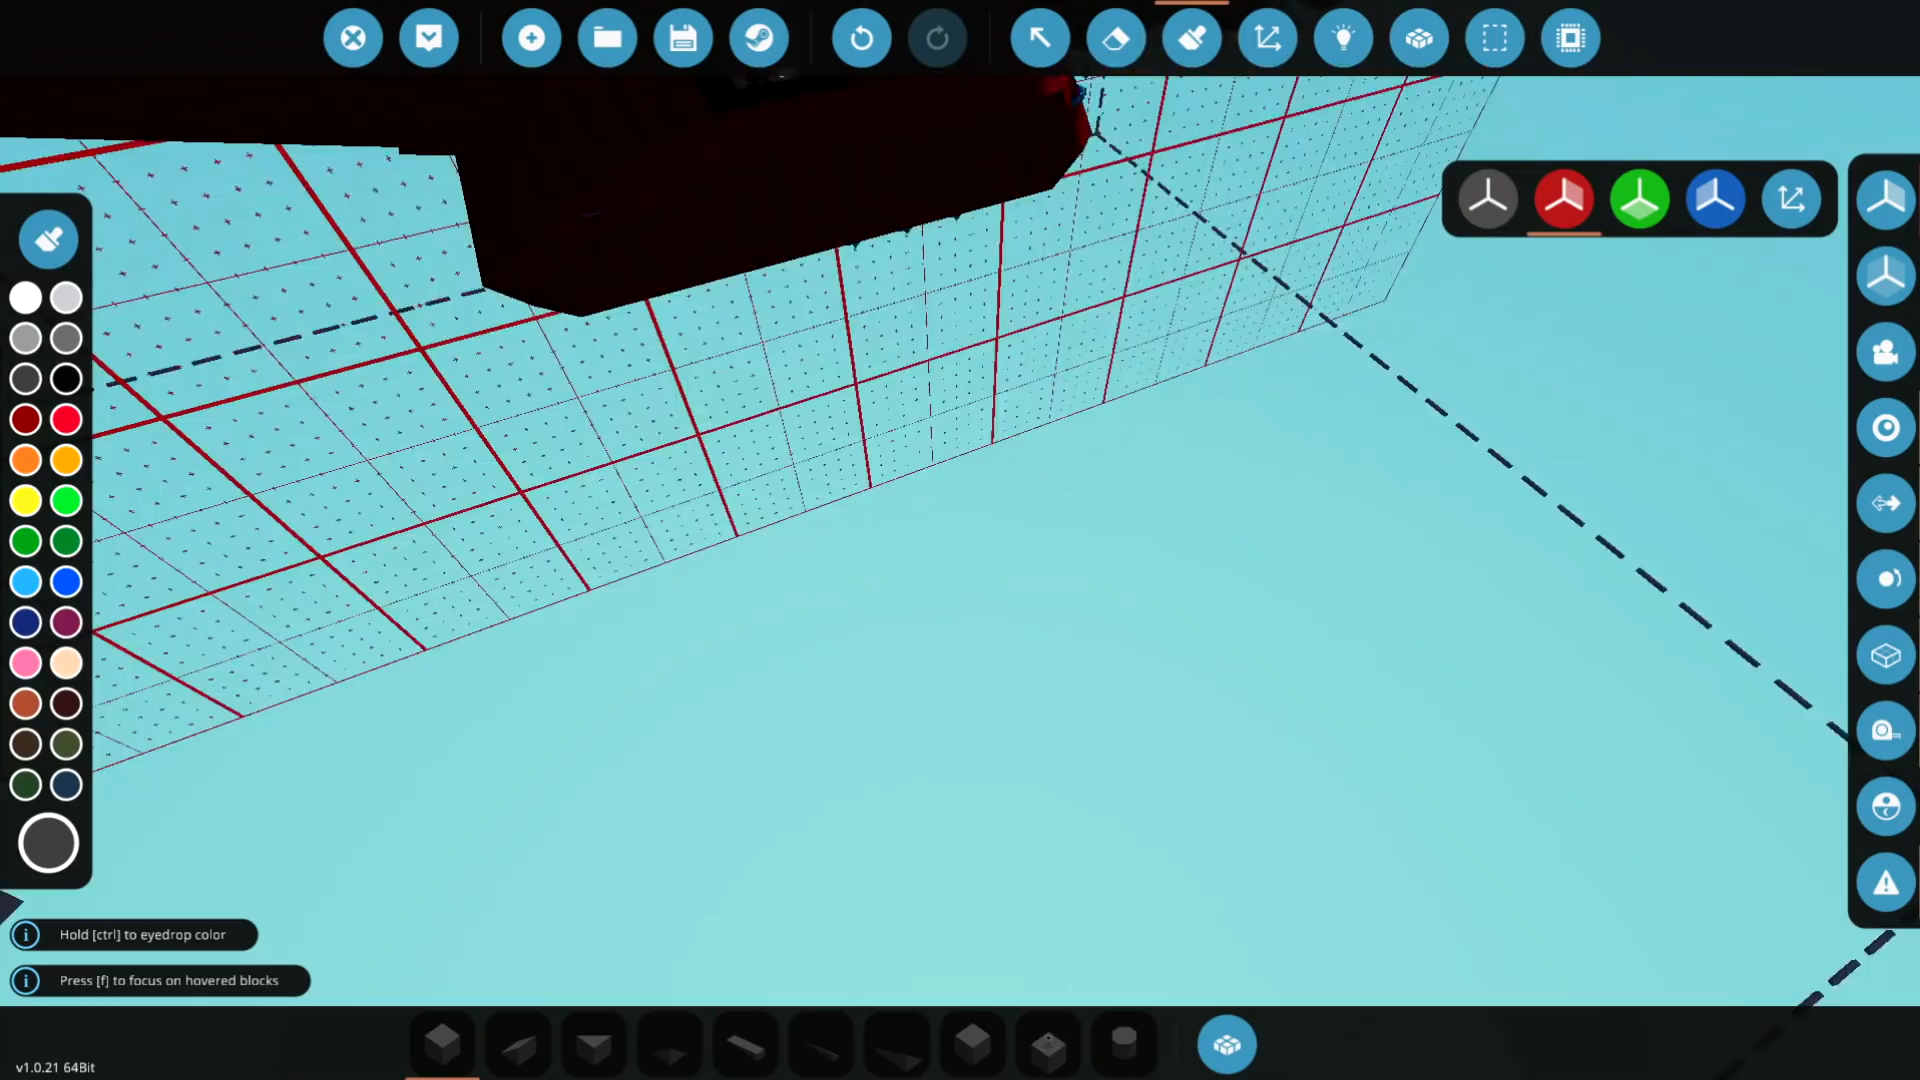 Hold [ctrl] to eyedrop color
Press [f] to focus on hovered blocks
v1.0.21 64Bit